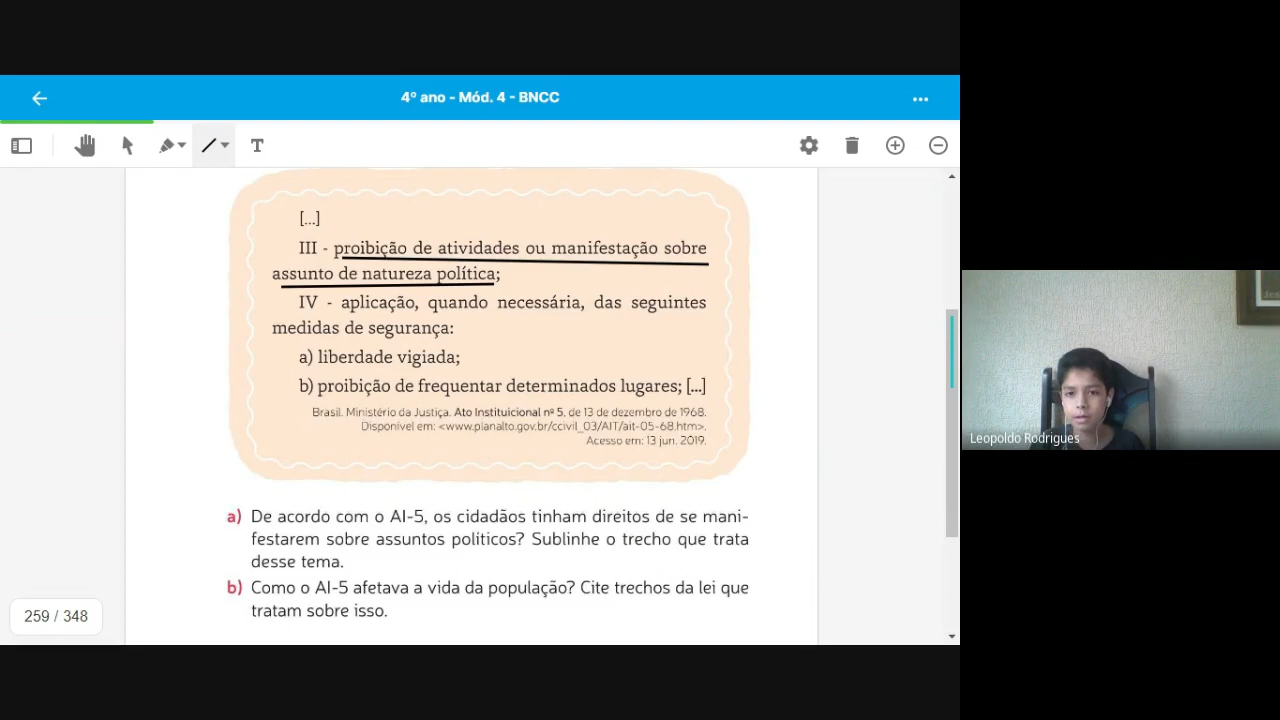 4º ano - Mód. 4 - BNCC
T
[...]
III - proibição de atividades ou manifestação sobre
assunto de natureza política;
IV - aplicação, quando necessária, das seguintes
medidas de segurança:
a) liberdade vigiada;
b) proibição de frequentar determinados lugares; [...]
Brasil. Ministério da Justiça. Ato Institucional nº 5, de 13 de dezembro de 1968.
Disponível em: <www.planalto.gov.br/ccivil_03/AIT/ait-05-68.htm>.
Acesso em: 13 jun. 2019.
a) De acordo com o AI-5, os cidadãos tinham direitos de se mani-
festarem sobre assuntos políticos? Sublinhe o trecho que trata
desse tema.
b) Como o AI-5 afetava a vida da população? Cite trechos da lei que
tratam sobre isso.
259 / 348
Leopoldo Rodrigues